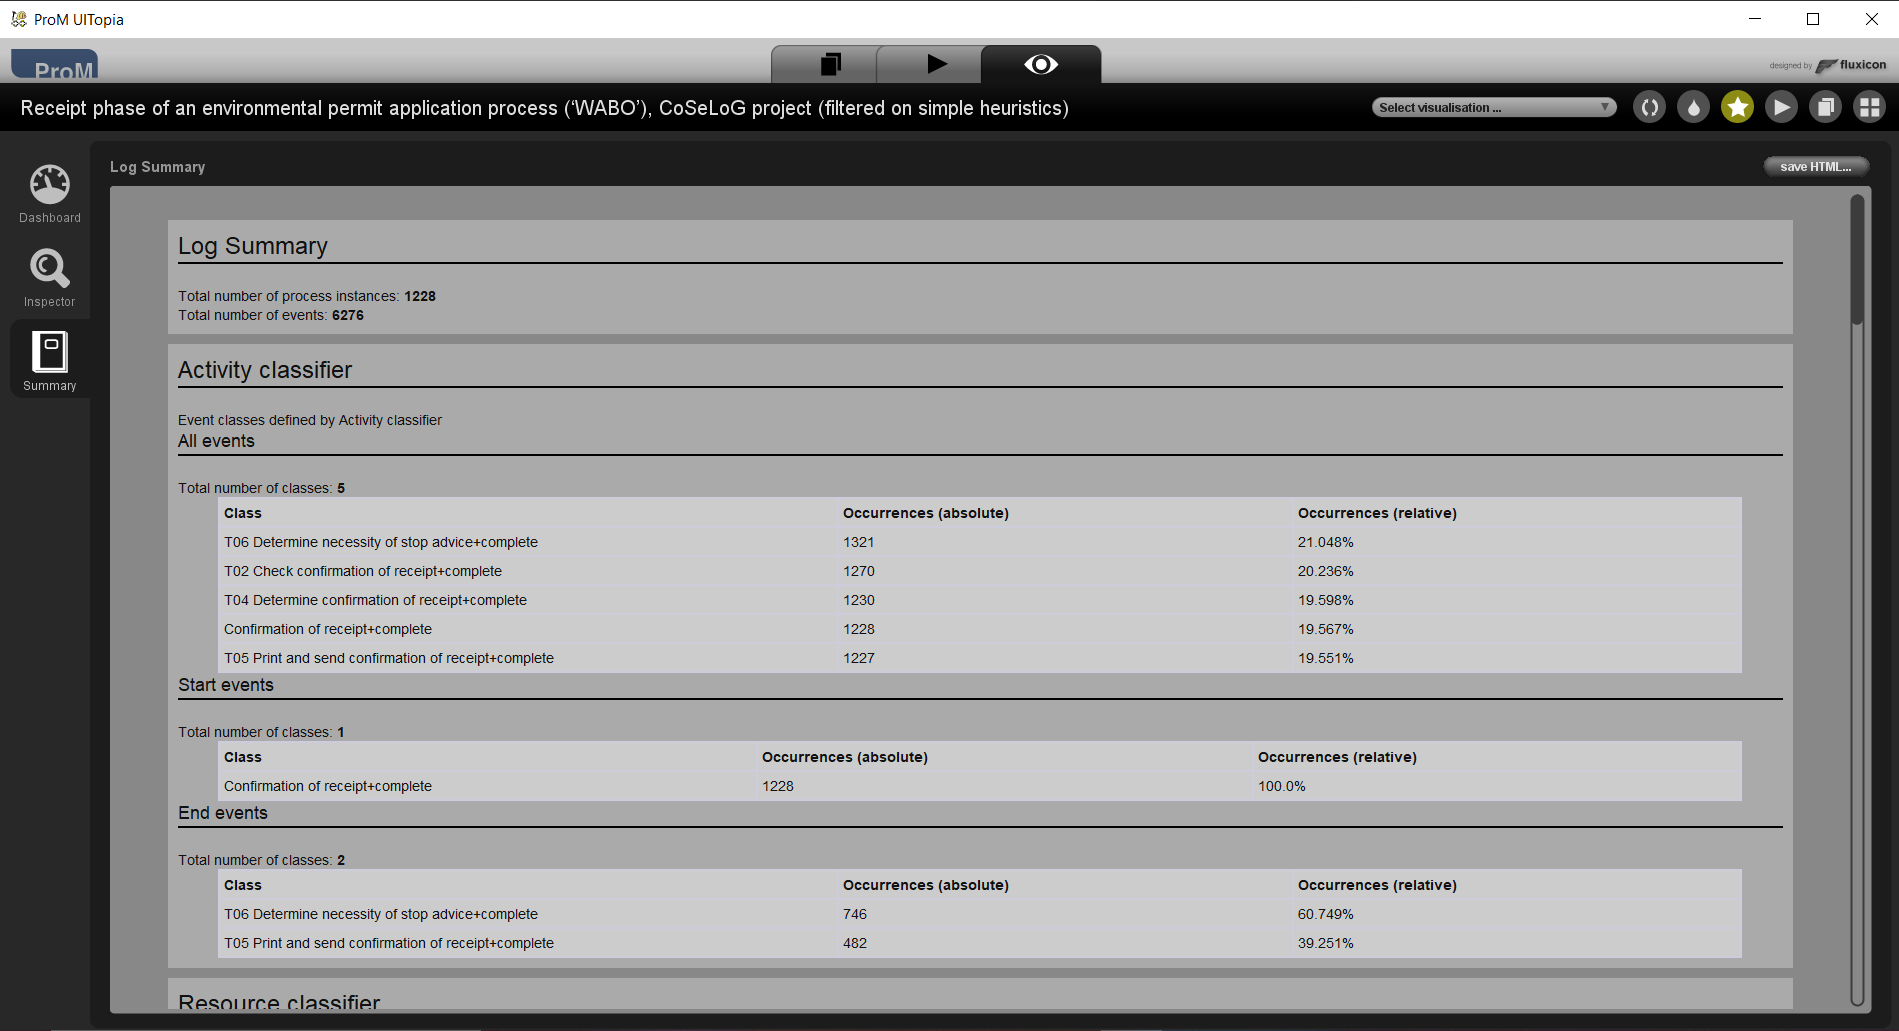 ProM UITopia
ProM
designed by fluxicon
Receipt phase of an environmental permit application process (‘WABO’), CoSeLoG project (filtered on simple heuristics)
Select visualisation ...
Dashboard
Inspector
Summary
Log Summary
save HTML...
Log Summary
Total number of process instances: 1228
Total number of events: 6276
Activity classifier
Event classes defined by Activity classifier
All events
Total number of classes: 5
Class Occurrences (absolute) Occurrences (relative)
T06 Determine necessity of stop advice+complete 1321 21.048%
T02 Check confirmation of receipt+complete 1270 20.236%
T04 Determine confirmation of receipt+complete 1230 19.598%
Confirmation of receipt+complete 1228 19.567%
T05 Print and send confirmation of receipt+complete 1227 19.551%
Start events
Total number of classes: 1
Class Occurrences (absolute) Occurrences (relative)
Confirmation of receipt+complete 1228 100.0%
End events
Total number of classes: 2
Class Occurrences (absolute) Occurrences (relative)
T06 Determine necessity of stop advice+complete 746 60.749%
T05 Print and send confirmation of receipt+complete 482 39.251%
Resource classifier